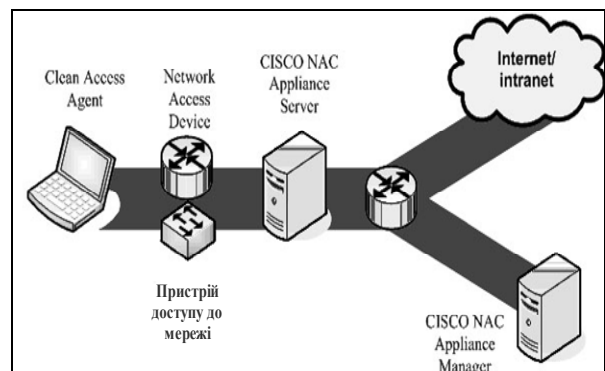 Clean Access
Agent
Network
Access
Device
CISCO NAC
Appliance
Server
Internet/
intranet
Пристрій
доступу до
мережі
CISCO NAC
Appliance
Manager